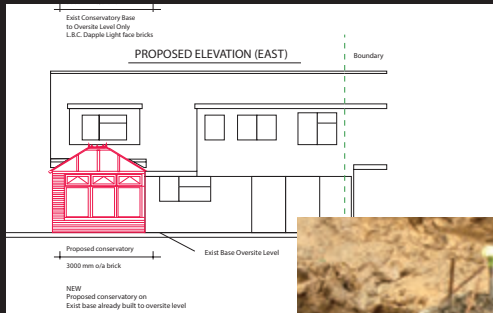 Exist Conservatory Base
to Oversite Level Only
L.B.C. Dapple Light face bricks
PROPOSED ELEVATION (EAST)
Boundary
Proposed conservatory
3000 mm o/a brick
Exist Base Oversite Level
NEW
Proposed conservatory on
Exist base already built to oversite level